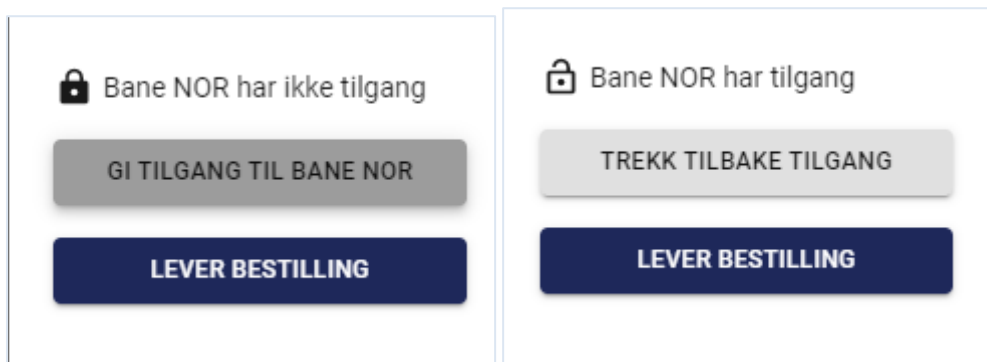 Bane NOR har ikke tilgang
GI TILGANG TIL BANE NOR
LEVER BESTILLING
Bane NOR har tilgang
TREKK TILBAKE TILGANG
LEVER BESTILLING